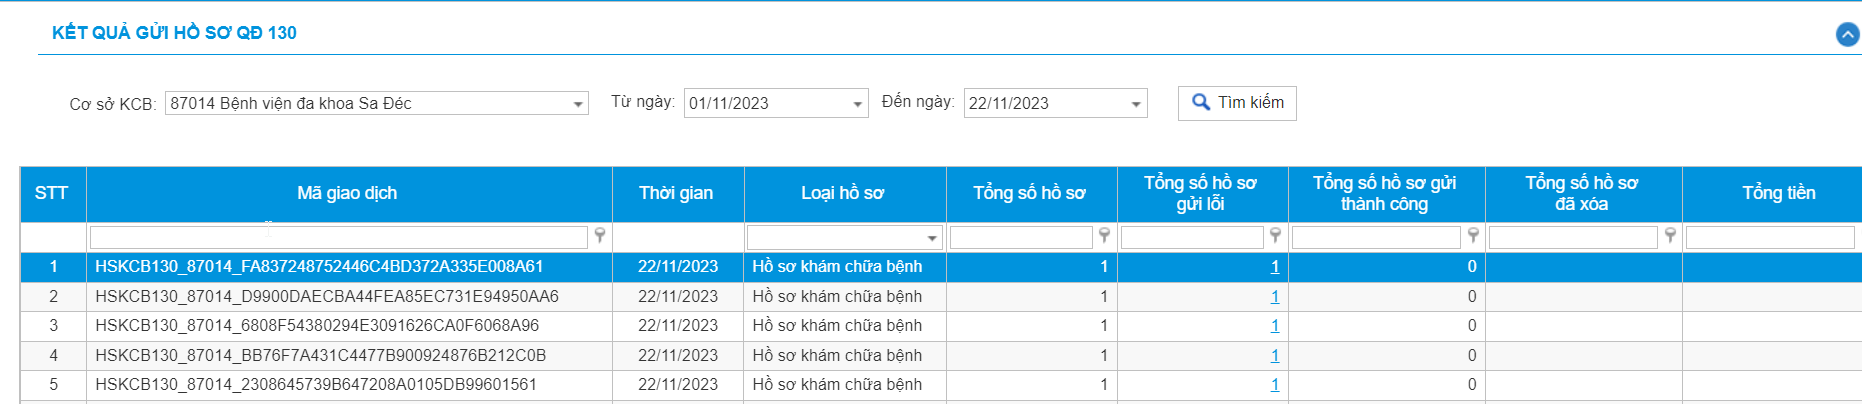 KẾT QUẢ GỬI HỒ SƠ QĐ 130
Cơ sở KCB: 87014 Bệnh viện đa khoa Sa Đéc Từ ngày: 01/11/2023 Đến ngày: 22/11/2023 Tìm kiếm
STT Mã giao dịch Thời gian Loại hồ sơ Tổng số hồ sơ Tổng số hồ sơ gửi lỗi Tổng số hồ sơ gửi thành công Tổng số hồ sơ đã xóa Tổng tiền
1 HSKCB130_87014_FA837248752446C4BD372A335E008A61 22/11/2023 Hồ sơ khám chữa bệnh 1 1 0
2 HSKCB130_87014_D9900DAECBA44FEA85EC731E94950AA6 22/11/2023 Hồ sơ khám chữa bệnh 1 1 0
3 HSKCB130_87014_6808F54380294E3091626CA0F6068A96 22/11/2023 Hồ sơ khám chữa bệnh 1 1 0
4 HSKCB130_87014_BB76F7A431C4477B900924876B212C0B 22/11/2023 Hồ sơ khám chữa bệnh 1 1 0
5 HSKCB130_87014_2308645739B647208A0105DB99601561 22/11/2023 Hồ sơ khám chữa bệnh 1 1 0